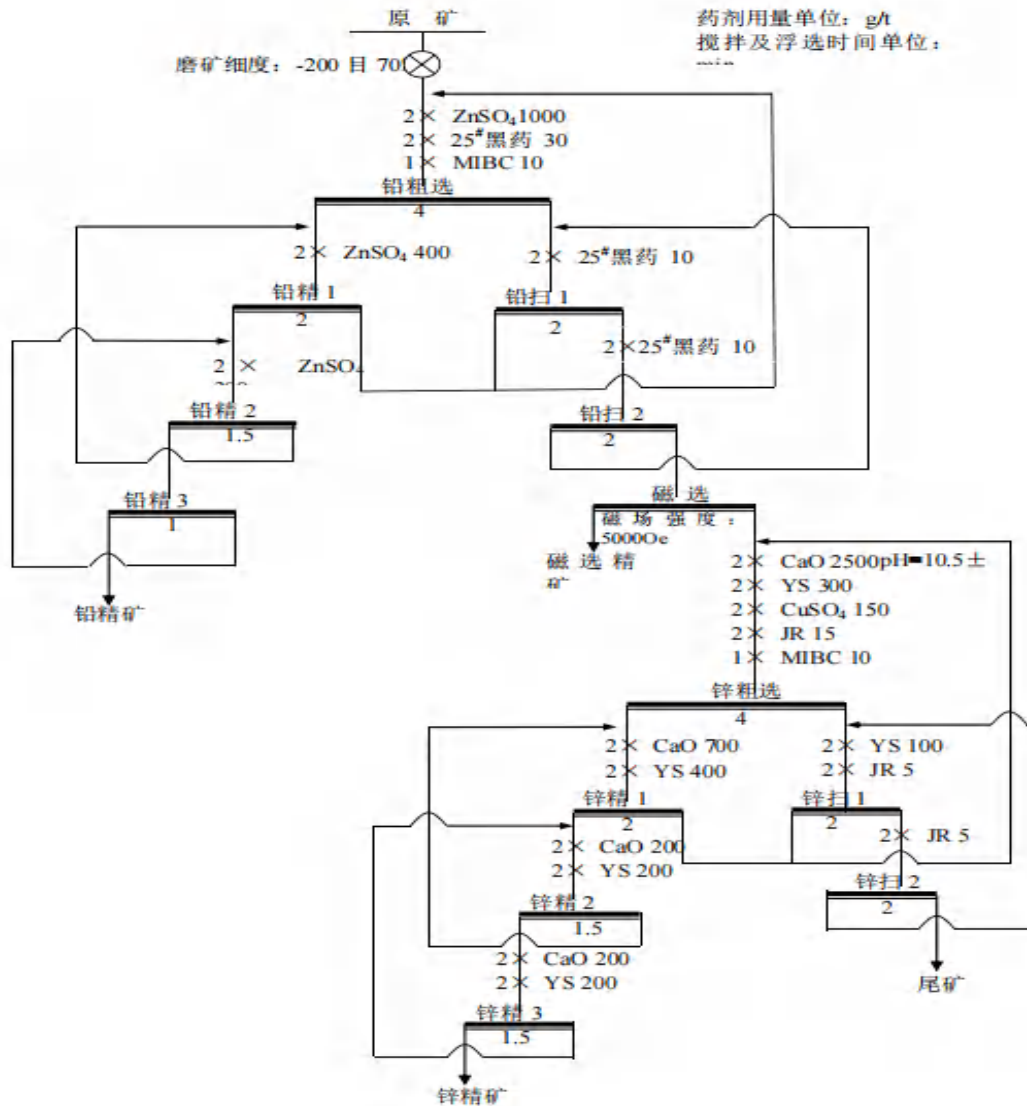 原 矿
药剂用量单位：g/t
搅拌及浮选时间单位：
磨矿细度：-200 目 70
2 ZnSO₄1000
2 25#黑药 30
1 MIBC 10
铅粗选
4
2 ZnSO₄ 400
2 25#黑药 10
铅精 1
2
铅扫 1
2
2 25#黑药 10
2 ZnSO₄
铅精 2
1.5
铅扫 2
2
铅精 3
1
磁 选
磁 场 强 度 ：
5000Oe
磁 选 精
矿
铅精矿
2 CaO 2500pH=10.5±
2 YS 300
2 CuSO₄ 150
2 JR 15
1 MIBC 10
锌粗选
4
2 CaO 700
2 YS 400
2 YS 100
2 JR 5
锌精 1
2
锌扫 1
2
2 JR 5
2 CaO 200
2 YS 200
锌精 2
1.5
锌扫 2
2
2 CaO 200
2 YS 200
尾矿
锌精 3
1.5
锌精矿